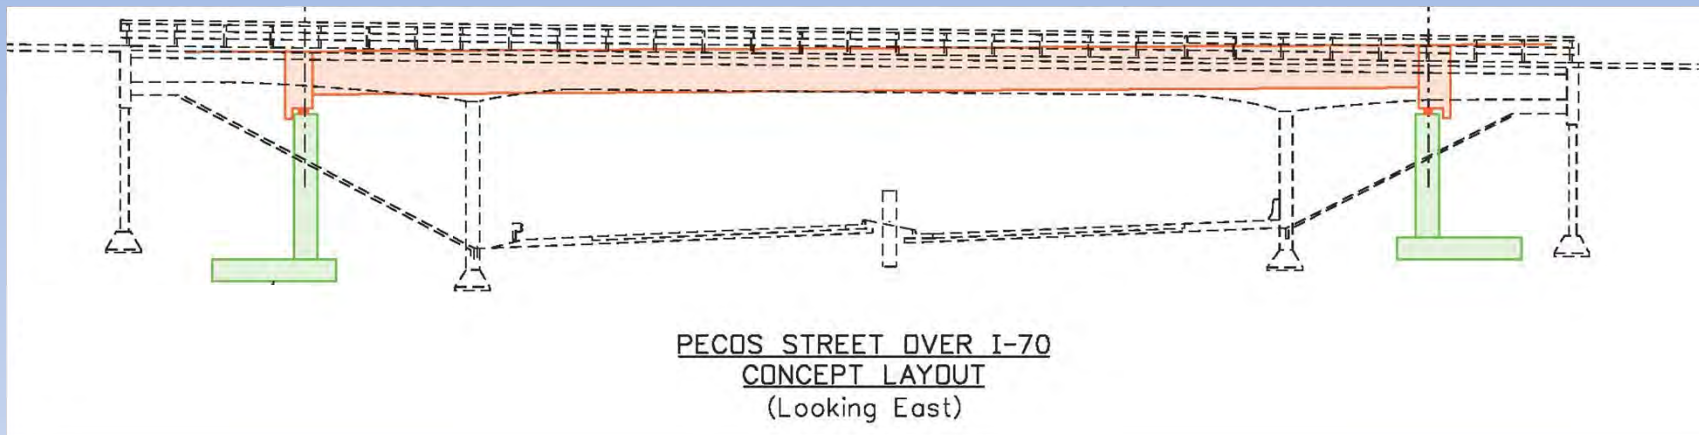 PECOS STREET OVER I-70
CONCEPT LAYOUT
(Looking East)